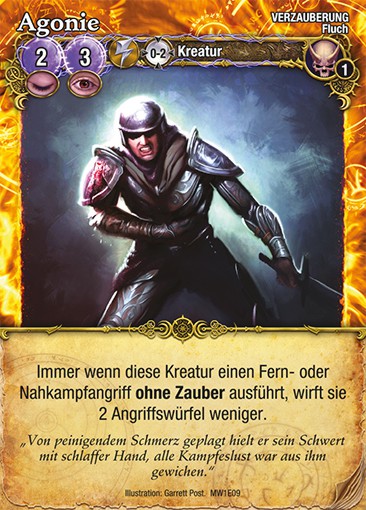 Agonie
VERZAUBERUNG
Fluch
2
3
0-2
Kreatur
1
Immer wenn diese Kreatur einen Fern- oder
Nahkampfangriff ohne Zauber ausführt, wirft sie
2 Angriffswürfel weniger.
„Von peinigendem Schmerz geplagt hielt er sein Schwert
mit schlaffer Hand, alle Kampfeslust war aus ihm
gewichen.“
Illustration: Garrett Post. MW1E09